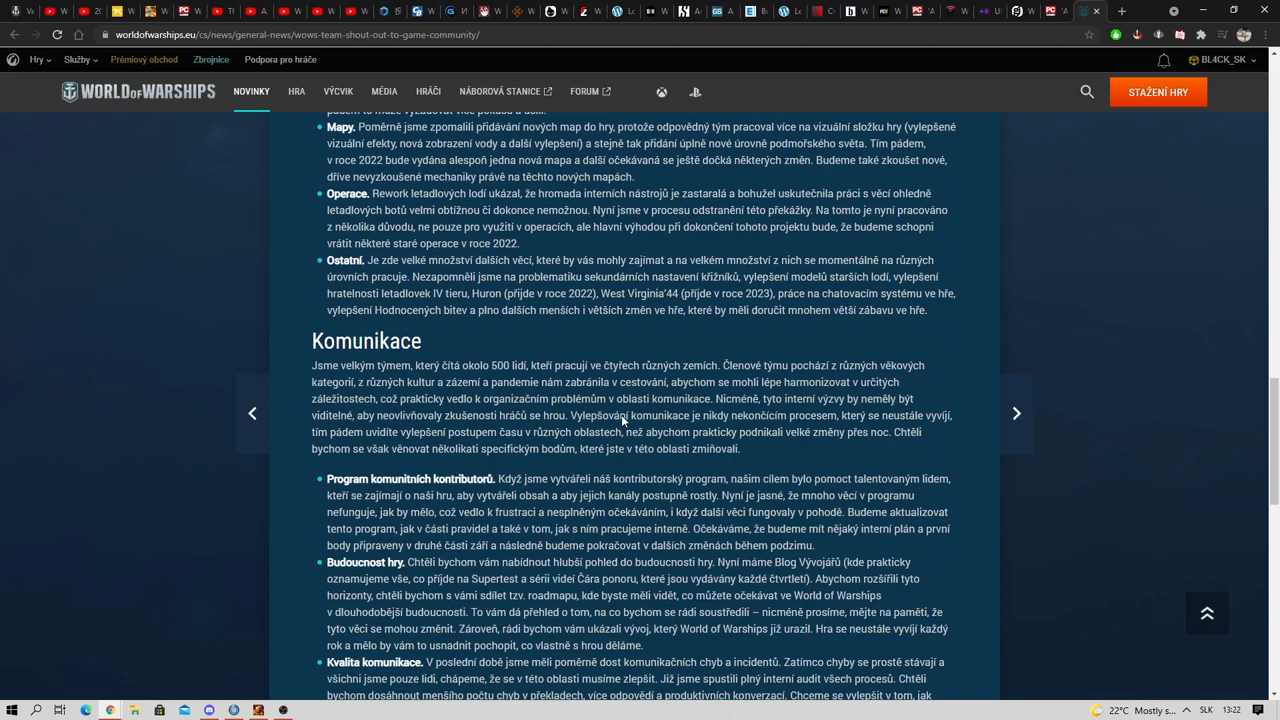 worldofwarships.eu/cs/news/general-news/wows-team-shout-out-to-game-community/
Hry Služby Prémiový obchod Zbrojnice Podpora pro hráče BL4CK_SK
WORLD OF WARSHIPS NOVINKY HRA VÝCVIK MÉDIA HRÁČI NÁBOROVÁ STANICE FORUM STAŽENÍ HRY
Mapy. Poměrně jsme zpomalili přidávání nových map do hry, protože odpovědný tým pracoval více na vizuální složku hry (vylepšené
vizuální efekty, nová zobrazení vody a další vylepšení) a stejně tak přidání úplně nové úrovně podmořského světa. Tím pádem,
v roce 2022 bude vydána alespoň jedna nová mapa a další očekávaná se ještě dočká některých změn. Budeme také zkoušet nové,
dříve nevyzkoušené mechaniky právě na těchto nových mapách.
Operace. Rework letadlových lodí ukázal, že hromada interních nástrojů je zastaralá a bohužel uskutečnila práci s věcí ohledně
letadlových botů velmi obtížnou či dokonce nemožnou. Nyní jsme v procesu odstranění této překážky. Na tomto je nyní pracováno
z několika důvodu, ne pouze pro využití v operacích, ale hlavní výhodou při dokončení tohoto projektu bude, že budeme schopni
vrátit některé staré operace v roce 2022.
Ostatní. Je zde velké množství dalších věcí, které by vás mohly zajímat a na velkém množství z nich se momentálně na různých
úrovních pracuje. Nezapomněli jsme na problematiku sekundárních nastavení křižníků, vylepšení modelů starších lodí, vylepšení
hratelnosti letadlovek IV tieru, Huron (přijde v roce 2022), West Virginia'44 (příjde v roce 2023), práce na chatovacím systému ve hře,
vylepšení Hodnocených bitev a plno dalších menších i větších změn ve hře, které by měli doručit mnohem větší zábavu ve hře.
Komunikace
Jsme velkým týmem, který čítá okolo 500 lidí, kteří pracují ve čtyřech různých zemích. Členové týmu pochází z různých věkových
kategorií, z různých kultur a zázemí a pandemie nám zabránila v cestování, abychom se mohli lépe harmonizovat v určitých
záležitostech, což prakticky vedlo k organizačním problémům v oblasti komunikace. Nicméně, tyto interní výzvy by neměly být
viditelné, aby neovlivňovaly zkušenosti hráčů se hrou. Vylepšování komunikace je nikdy nekončícím procesem, který se neustále vyvíjí,
tím pádem uvidíte vylepšení postupem času v různých oblastech, než abychom prakticky podnikali velké změny přes noc. Chtěli
bychom se však věnovat několikati specifickým bodům, které jste v této oblasti zmiňovali.
Program komunitních kontributorů. Když jsme vytvářeli náš kontributorský program, našim cílem bylo pomoct talentovaným lidem,
kteří se zajímají o naši hru, aby vytvářeli obsah a aby jejich kanály postupně rostly. Nyní je jasné, že mnoho věcí v programu
nefunguje, jak by mělo, což vedlo k frustraci a nesplněným očekáváním, i když další věci fungovaly v pohodě. Budeme aktualizovat
tento program, jak v části pravidel a také v tom, jak s ním pracujeme interně. Očekáváme, že budeme mít nějaký interní plán a první
body připraveny v druhé části září a následně budeme pokračovat v dalších změnách během podzimu.
Budoucnost hry. Chtěli bychom vám nabídnout hlubší pohled do budoucnosti hry. Nyní máme Blog Vývojářů (kde prakticky
oznamujeme vše, co příjde na Supertest a sérii videí Čára ponoru, které jsou vydávány každé čtvrtletí). Abychom rozšířili tyto
horizonty, chtěli bychom s vámi sdílet tzv. roadmapu, kde byste měli vidět, co můžete očekávat ve World of Warships
v dlouhodobější budoucnosti. To vám dá přehled o tom, na co bychom se rádi soustředili – nicméně prosíme, mějte na paměti, že
tyto věci se mohou změnit. Zároveň, rádi bychom vám ukázali vývoj, který World of Warships již urazil. Hra se neustále vyvíjí každý
rok a mělo by vám to usnadnit pochopit, co vlastně s hrou děláme.
Kvalita komunikace. V poslední době jsme měli poměrně dost komunikačních chyb a incidentů. Zatímco chyby se prostě stávají a
všichni jsme pouze lidi, chápeme, že se v této oblasti musíme zlepšit. Již jsme spustili plný interní audit všech procesů. Chtěli
bychom dosáhnout menšího počtu chyb v překladech, více odpovědí a produktivních konverzací. Chceme se vylepšit v tom, jak
22°C Mostly s... SLK 13:22